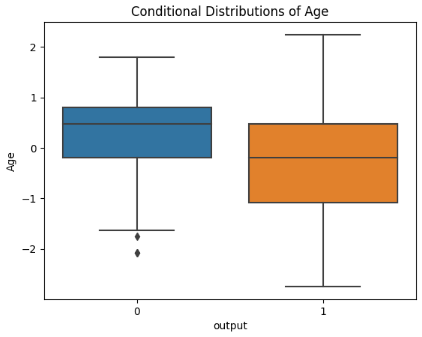 Conditional Distributions of Age
2
1
0
−1
−2
Age
0
1
output